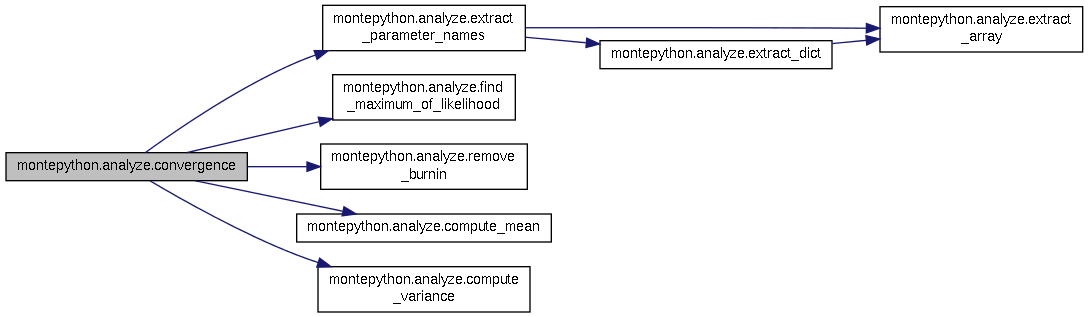 montepython.analyze.convergence
montepython.analyze.extract
_parameter_names
montepython.analyze.find
_maximum_of_likelihood
montepython.analyze.remove
_burnin
montepython.analyze.compute_mean
montepython.analyze.compute
_variance
montepython.analyze.extract_dict
montepython.analyze.extract
_array